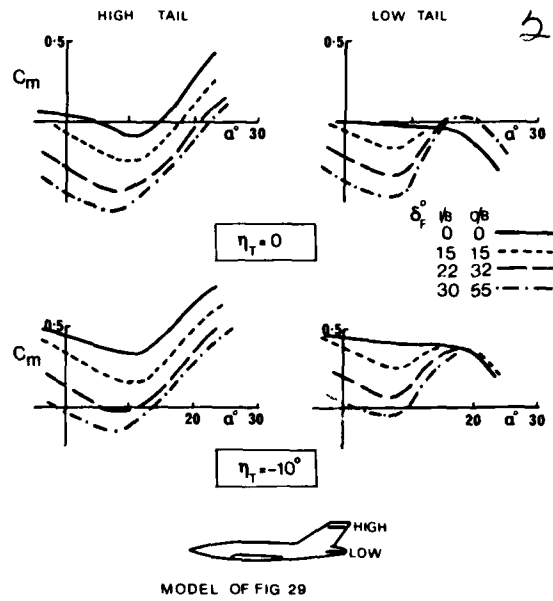 HIGH TAIL
LOW TAIL
52
0·5
Cm
α°
30
0·5
α°
30
δF° I/B O/B
0 0
15 15
22 32
30 55
ηT = 0
0·5
Cm
α°
20
30
0·5
α°
20
30
ηT = -10°
HIGH
LOW
MODEL OF FIG 29